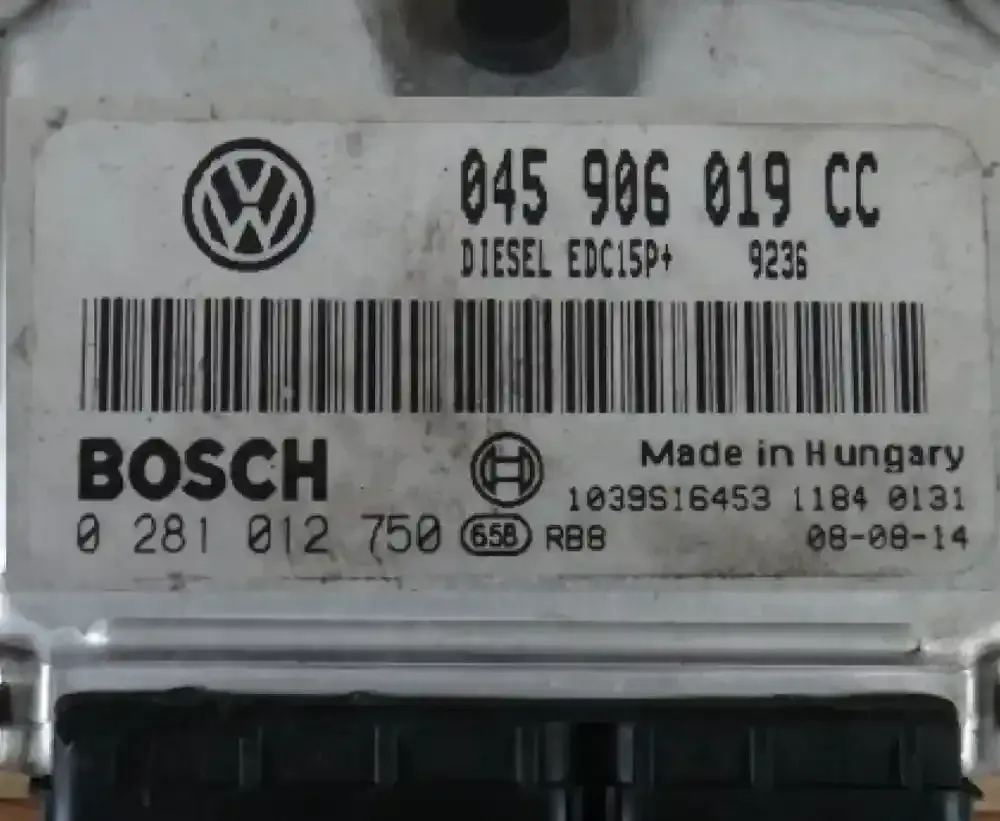 045 906 019 CC
DIESEL EDC15P+ 9236
BOSCH
Made in Hungary
1039S16453 1184 0131
0 281 012 750 658 RB8 08-08-14